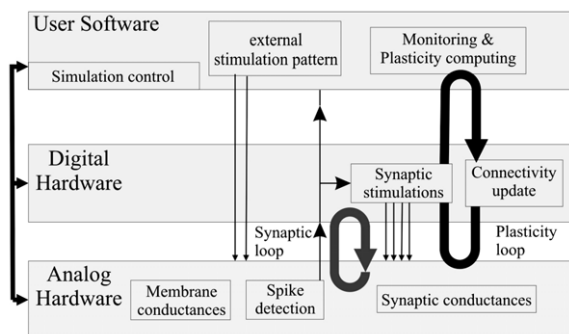 User Software
external
stimulation pattern
Monitoring &
Plasticity computing
Simulation control
Digital
Hardware
Synaptic
stimulations
Connectivity
update
Synaptic
loop
Plasticity
loop
Analog
Hardware
Membrane
conductances
Spike
detection
Synaptic conductances